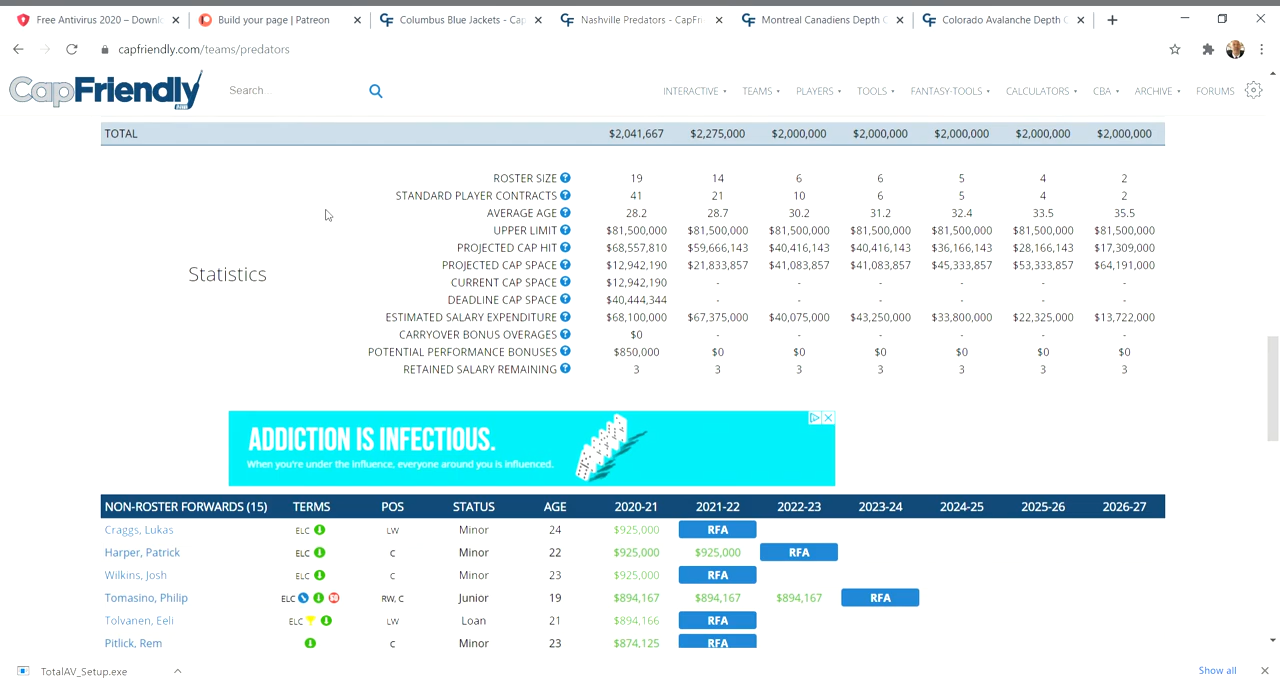 Free Antivirus 2020 – Downl
Build your page | Patreon
Columbus Blue Jackets - Cap
Nashville Predators - CapFri
Montreal Canadiens Depth C
Colorado Avalanche Depth C
capfriendly.com/teams/predators
CapFriendly
Search...
INTERACTIVE TEAMS PLAYERS TOOLS FANTASY-TOOLS CALCULATORS CBA ARCHIVE FORUMS
TOTAL $2,041,667 $2,275,000 $2,000,000 $2,000,000 $2,000,000 $2,000,000 $2,000,000
ROSTER SIZE 19 14 6 6 5 4 2
STANDARD PLAYER CONTRACTS 41 21 10 6 5 4 2
AVERAGE AGE 28.2 28.7 30.2 31.2 32.4 33.5 35.5
UPPER LIMIT $81,500,000 $81,500,000 $81,500,000 $81,500,000 $81,500,000 $81,500,000 $81,500,000
PROJECTED CAP HIT $68,557,810 $59,666,143 $40,416,143 $40,416,143 $36,166,143 $28,166,143 $17,309,000
Statistics
PROJECTED CAP SPACE $12,942,190 $21,833,857 $41,083,857 $41,083,857 $45,333,857 $53,333,857 $64,191,000
CURRENT CAP SPACE $12,942,190 - - - - - -
DEADLINE CAP SPACE $40,444,344 - - - - - -
ESTIMATED SALARY EXPENDITURE $68,100,000 $67,375,000 $40,075,000 $43,250,000 $33,800,000 $22,325,000 $13,722,000
CARRYOVER BONUS OVERAGES $0 - - - - - -
POTENTIAL PERFORMANCE BONUSES $850,000 $0 $0 $0 $0 $0 $0
RETAINED SALARY REMAINING 3 3 3 3 3 3 3
ADDICTION IS INFECTIOUS.
When you're under the influence, everyone around you is influenced.
NON-ROSTER FORWARDS (15) TERMS POS STATUS AGE 2020-21 2021-22 2022-23 2023-24 2024-25 2025-26 2026-27
Craggs, Lukas ELC LW Minor 24 $925,000 RFA
Harper, Patrick ELC C Minor 22 $925,000 $925,000 RFA
Wilkins, Josh ELC C Minor 23 $925,000 RFA
Tomasino, Philip ELC RW, C Junior 19 $894,167 $894,167 $894,167 RFA
Tolvanen, Eeli ELC LW Loan 21 $894,166 RFA
Pitlick, Rem C Minor 23 $874,125 RFA
TotalAV_Setup.exe
Show all